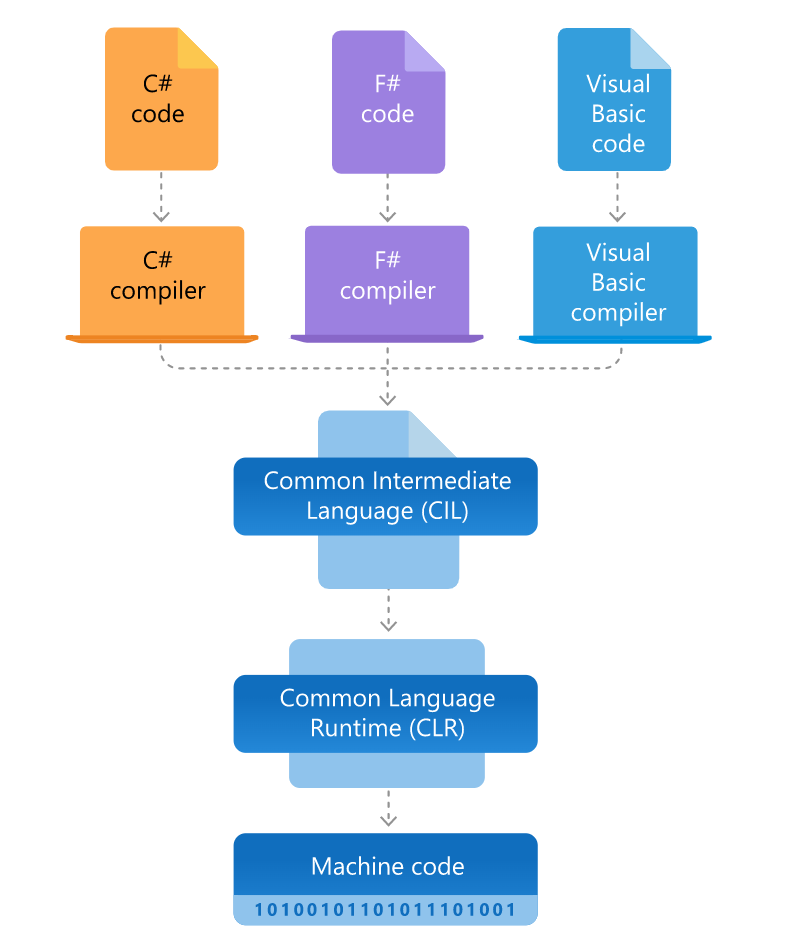 C#
code
F#
code
Visual
Basic
code
C#
compiler
F#
compiler
Visual
Basic
compiler
Common Intermediate
Language (CIL)
Common Language
Runtime (CLR)
Machine code
10100101101011101001